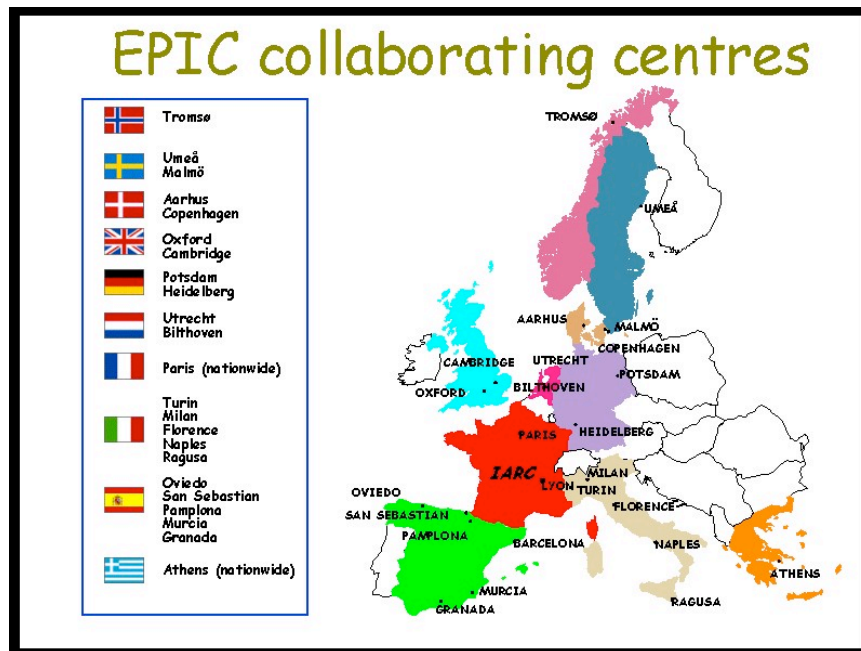 EPIC collaborating centres
Tromsø
Umeå
Malmö
Aarhus
Copenhagen
Oxford
Cambridge
Potsdam
Heidelberg
Utrecht
Bilthoven
Paris (nationwide)
Turin
Milan
Florence
Naples
Ragusa
Oviedo
San Sebastian
Pamplona
Murcia
Granada
Athens (nationwide)
TROMSØ
UMEÅ
AARHUS
MALMÖ
COPENHAGEN
CAMBRIDGE
UTRECHT
POTSDAM
OXFORD
BILTHOVEN
PARIS
HEIDELBERG
IARC
MILAN
LYON
TURIN
OVIEDO
FLORENCE
SAN SEBASTIAN
PAMPLONA
BARCELONA
NAPLES
ATHENS
MURCIA
RAGUSA
GRANADA